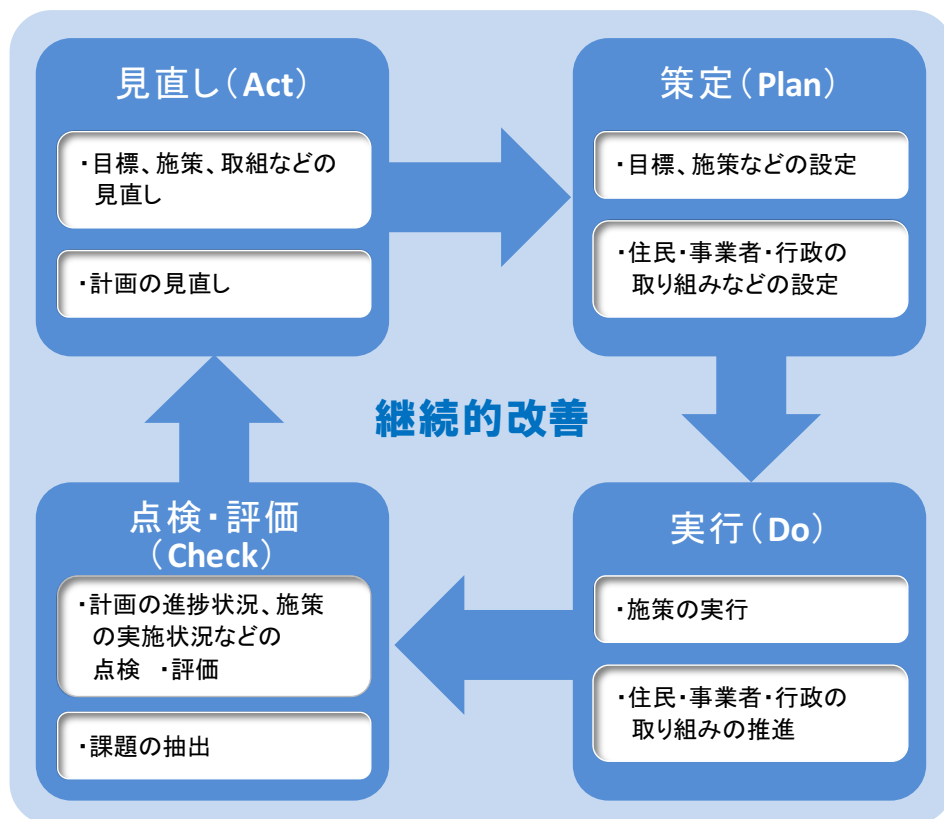 見直し（Act）
・目標、施策、取組などの
見直し
・計画の見直し
策定（Plan）
・目標、施策などの設定
・住民・事業者・行政の
取り組みなどの設定
継続的改善
点検・評価
（Check）
・計画の進捗状況、施策
の実施状況などの
点検　・評価
・課題の抽出
実行（Do）
・施策の実行
・住民・事業者・行政の
取り組みの推進